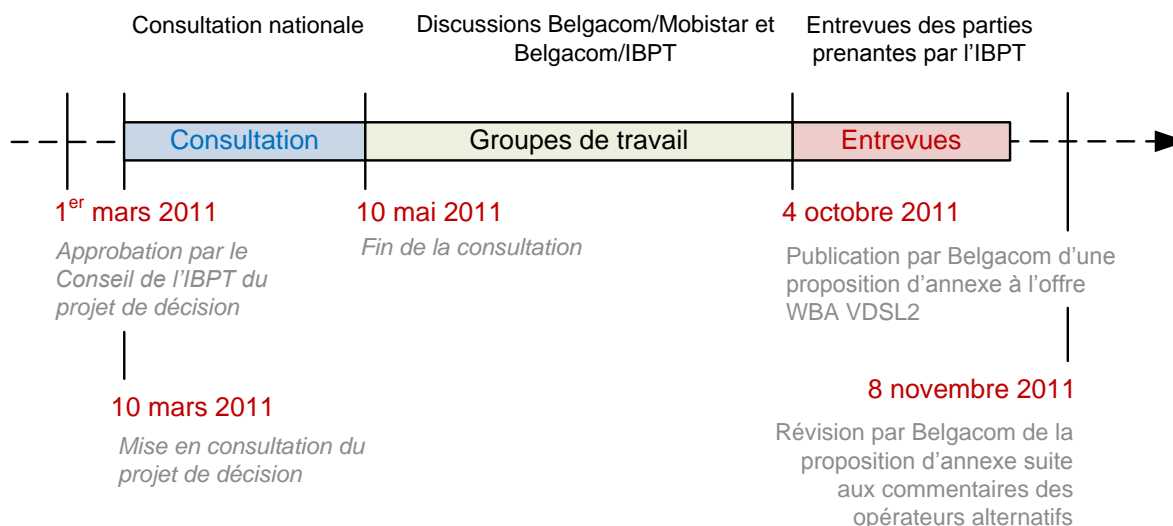 Consultation nationale
Discussions Belgacom/Mobistar et
Belgacom/IBPT
Entrevues des parties
prenantes par l'IBPT
Consultation
Groupes de travail
Entrevues
1er mars 2011
Approbation par le
Conseil de l'IBPT du
projet de décision
10 mai 2011
Fin de la consultation
4 octobre 2011
Publication par Belgacom d'une
proposition d'annexe à l'offre
WBA VDSL2
10 mars 2011
Mise en consultation du
projet de décision
8 novembre 2011
Révision par Belgacom de la
proposition d'annexe suite
aux commentaires des
opérateurs alternatifs